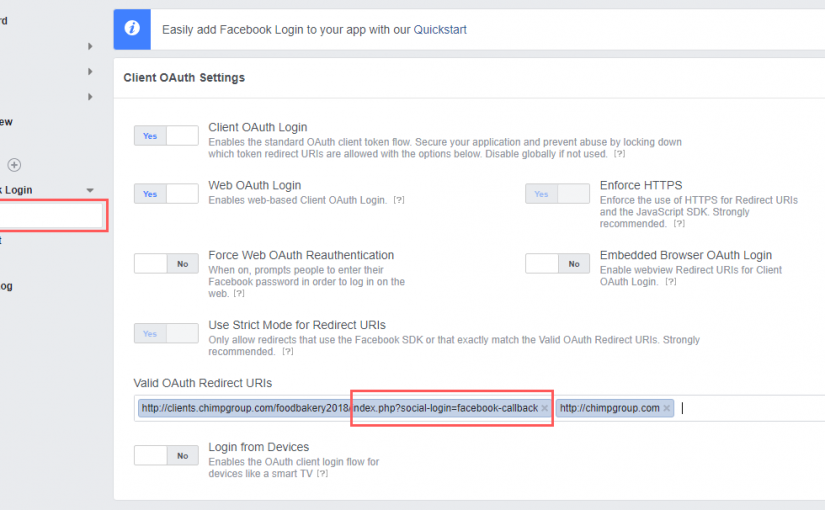 rd
Easily add Facebook Login to your app with our Quickstart
Client OAuth Settings
ew
k Login
t
og
Yes
Client OAuth Login
Enables the standard OAuth client token flow. Secure your application and prevent abuse by locking down
which token redirect URIs are allowed with the options below. Disable globally if not used. [?]
Yes
Web OAuth Login
Enables web-based Client OAuth Login. [?]
Yes
Enforce HTTPS
Enforce the use of HTTPS for Redirect URIs
and the JavaScript SDK. Strongly
recommended. [?]
No
Force Web OAuth Reauthentication
When on, prompts people to enter their
Facebook password in order to log in on the
web. [?]
No
Embedded Browser OAuth Login
Enable webview Redirect URIs for Client
OAuth Login. [?]
Yes
Use Strict Mode for Redirect URIs
Only allow redirects that use the Facebook SDK or that exactly match the Valid OAuth Redirect URIs. Strongly
recommended. [?]
Valid OAuth Redirect URIs
http://clients.chimpgroup.com/foodbakery2018/index.php?social-login=facebook-callback × http://chimpgroup.com ×
No
Login from Devices
Enables the OAuth client login flow for
devices like a smart TV [?]